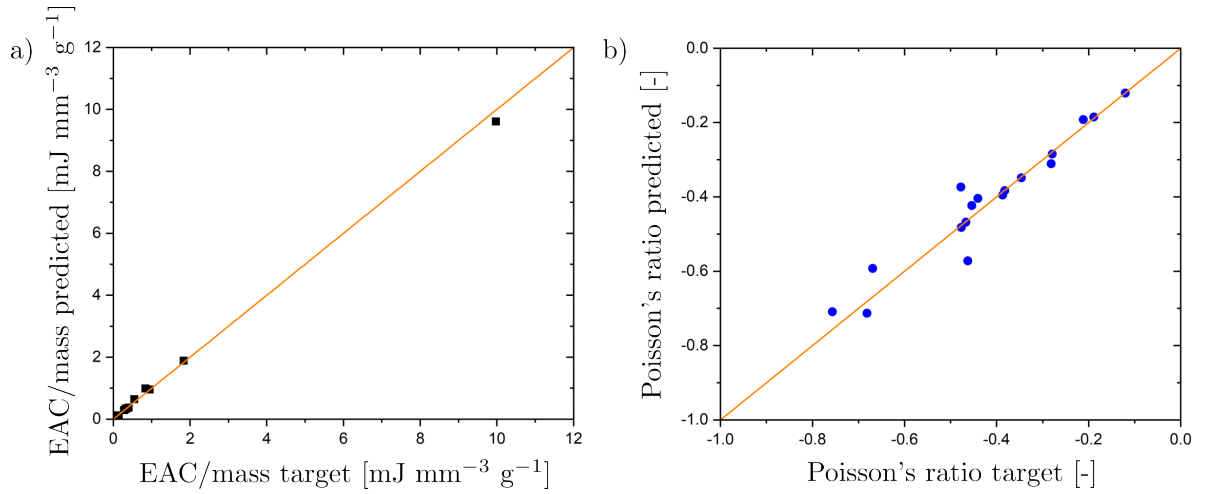 a)
EAC/mass predicted [mJ mm⁻³ g⁻¹]
12
10
8
6
4
2
0
0 2 4 6 8 10 12
EAC/mass target [mJ mm⁻³ g⁻¹]
b)
Poisson's ratio predicted [-]
0.0
-0.2
-0.4
-0.6
-0.8
-1.0
-1.0 -0.8 -0.6 -0.4 -0.2 0.0
Poisson's ratio target [-]